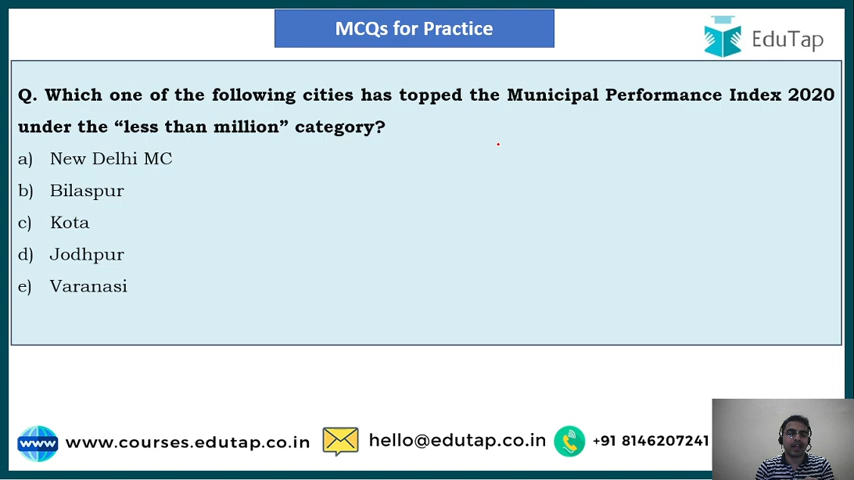 MCQs for Practice
EduTap
Q. Which one of the following cities has topped the Municipal Performance Index 2020
under the “less than million” category?
a) New Delhi MC
b) Bilaspur
c) Kota
d) Jodhpur
e) Varanasi
www www.courses.edutap.co.in hello@edutap.co.in +91 8146207241